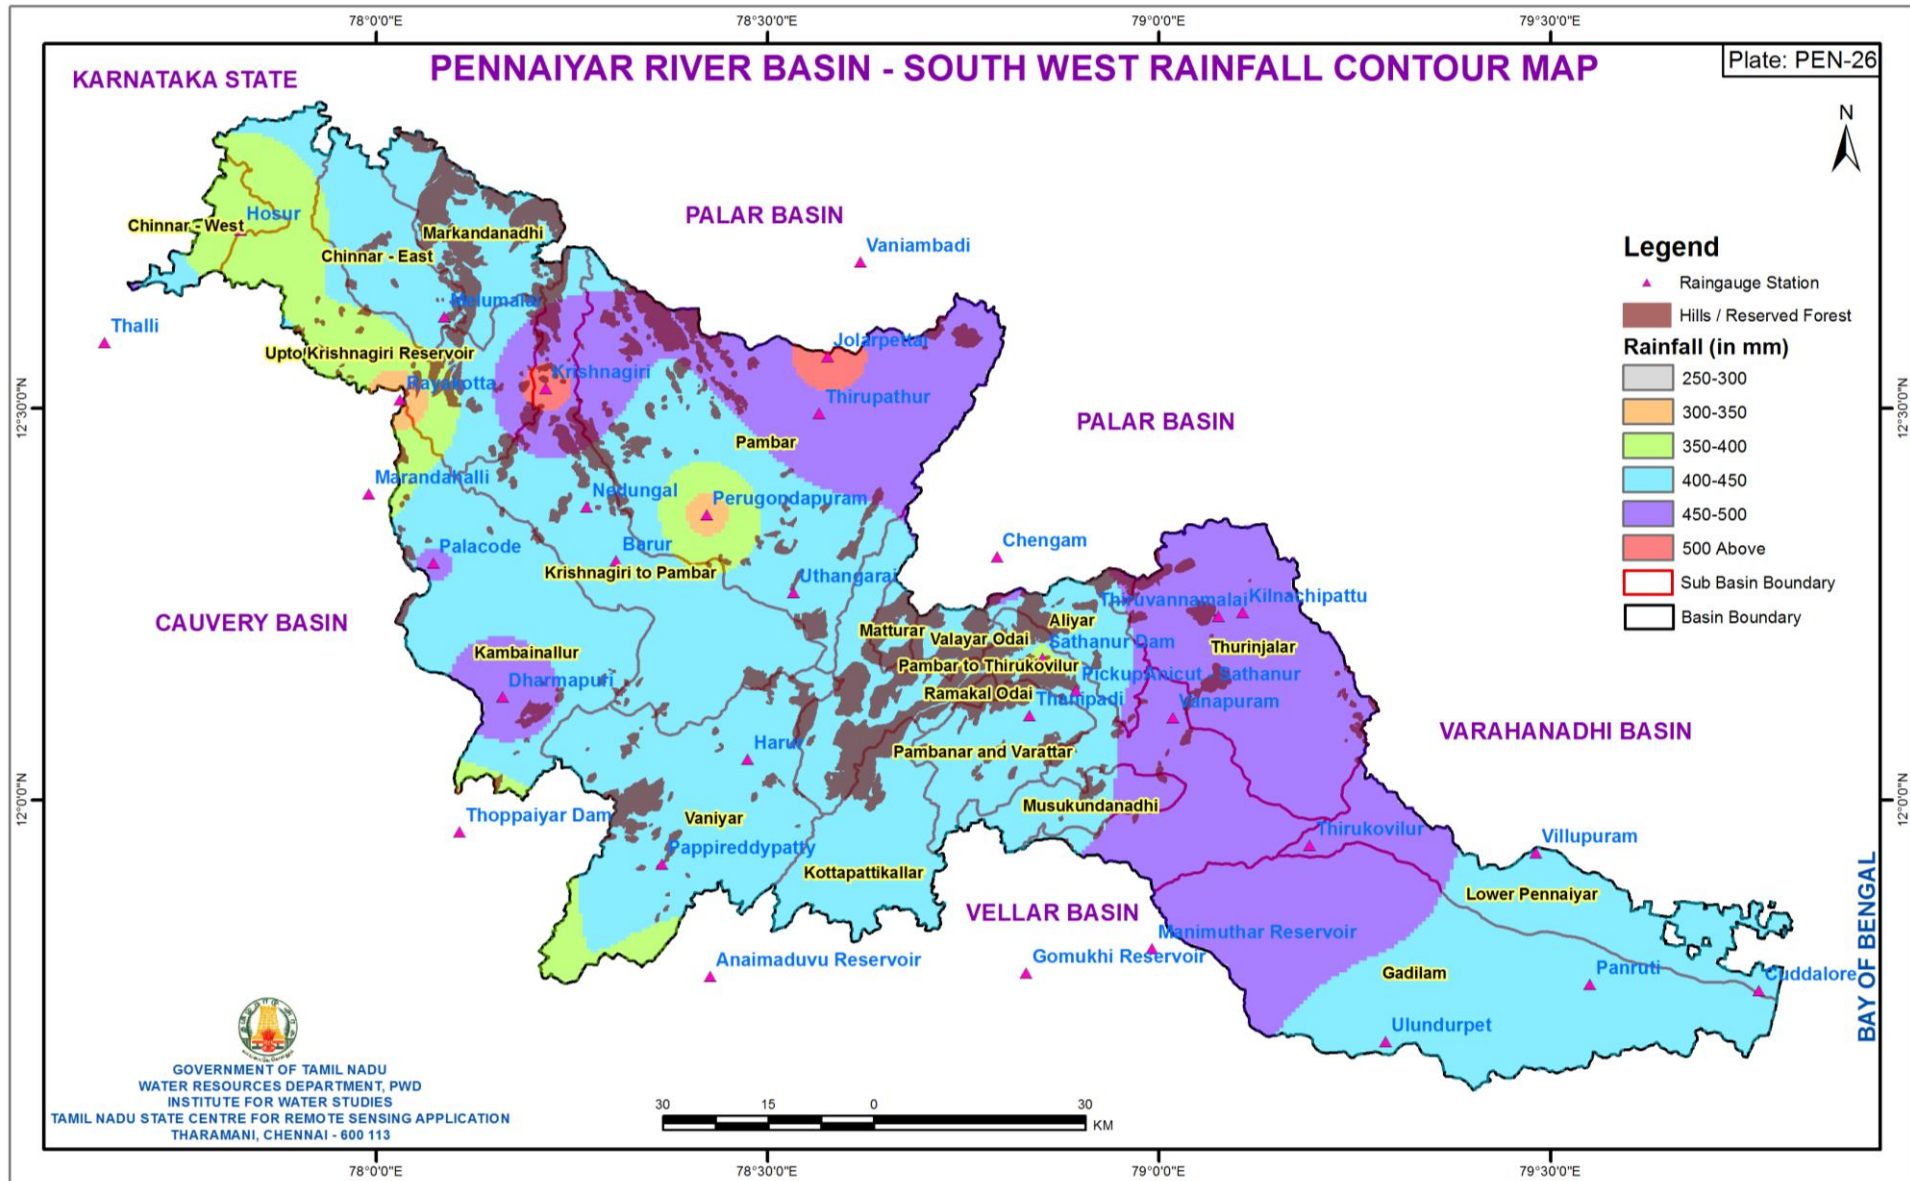 78°0'0"E
78°30'0"E
79°0'0"E
79°30'0"E
KARNATAKA STATE
PENNAIYAR RIVER BASIN - SOUTH WEST RAINFALL CONTOUR MAP
Plate: PEN-26
N
PALAR BASIN
Hosur
Chinnar - West
Markandanadhi
Chinnar - East
Vaniambadi
Melumalai
Thalli
Jolarpettai
Upto Krishnagiri Reservoir
Rayakotta
Krishnagiri
Thirupathur
Pambar
PALAR BASIN
12°30'0"N
12°30'0"N
Marandahalli
Nedungal
Perugondapuram
Palacode
Barur
Krishnagiri to Pambar
Uthangarai
Chengam
CAUVERY BASIN
Thiruvannamalai
Kilnachipattu
Matturar
Valayar Odai
Aliyar
Sathanur Dam
Thurinjalar
Kambainallur
Pambar to Thirukovilur
PickupAnicut - Sathanur
Dharmapuri
Ramakal Odai
Thanipadi
Vanapuram
VARAHANADHI BASIN
Harur
Pambanar and Varattar
12°0'0"N
12°0'0"N
Musukundanadhi
Thoppaiyar Dam
Vaniyar
Thirukovilur
Villupuram
Pappireddypatty
Kottapattikallar
Lower Pennaiyar
VELLAR BASIN
Manimuthar Reservoir
Anaimaduvu Reservoir
Gomukhi Reservoir
Gadilam
Panruti
Cuddalore
Ulundurpet
BAY OF BENGAL
Legend
Raingauge Station
Hills / Reserved Forest
Rainfall (in mm)
250-300
300-350
350-400
400-450
450-500
500 Above
Sub Basin Boundary
Basin Boundary
GOVERNMENT OF TAMIL NADU
WATER RESOURCES DEPARTMENT, PWD
INSTITUTE FOR WATER STUDIES
TAMIL NADU STATE CENTRE FOR REMOTE SENSING APPLICATION
THARAMANI, CHENNAI - 600 113
30 15 0 30
KM
78°0'0"E
78°30'0"E
79°0'0"E
79°30'0"E